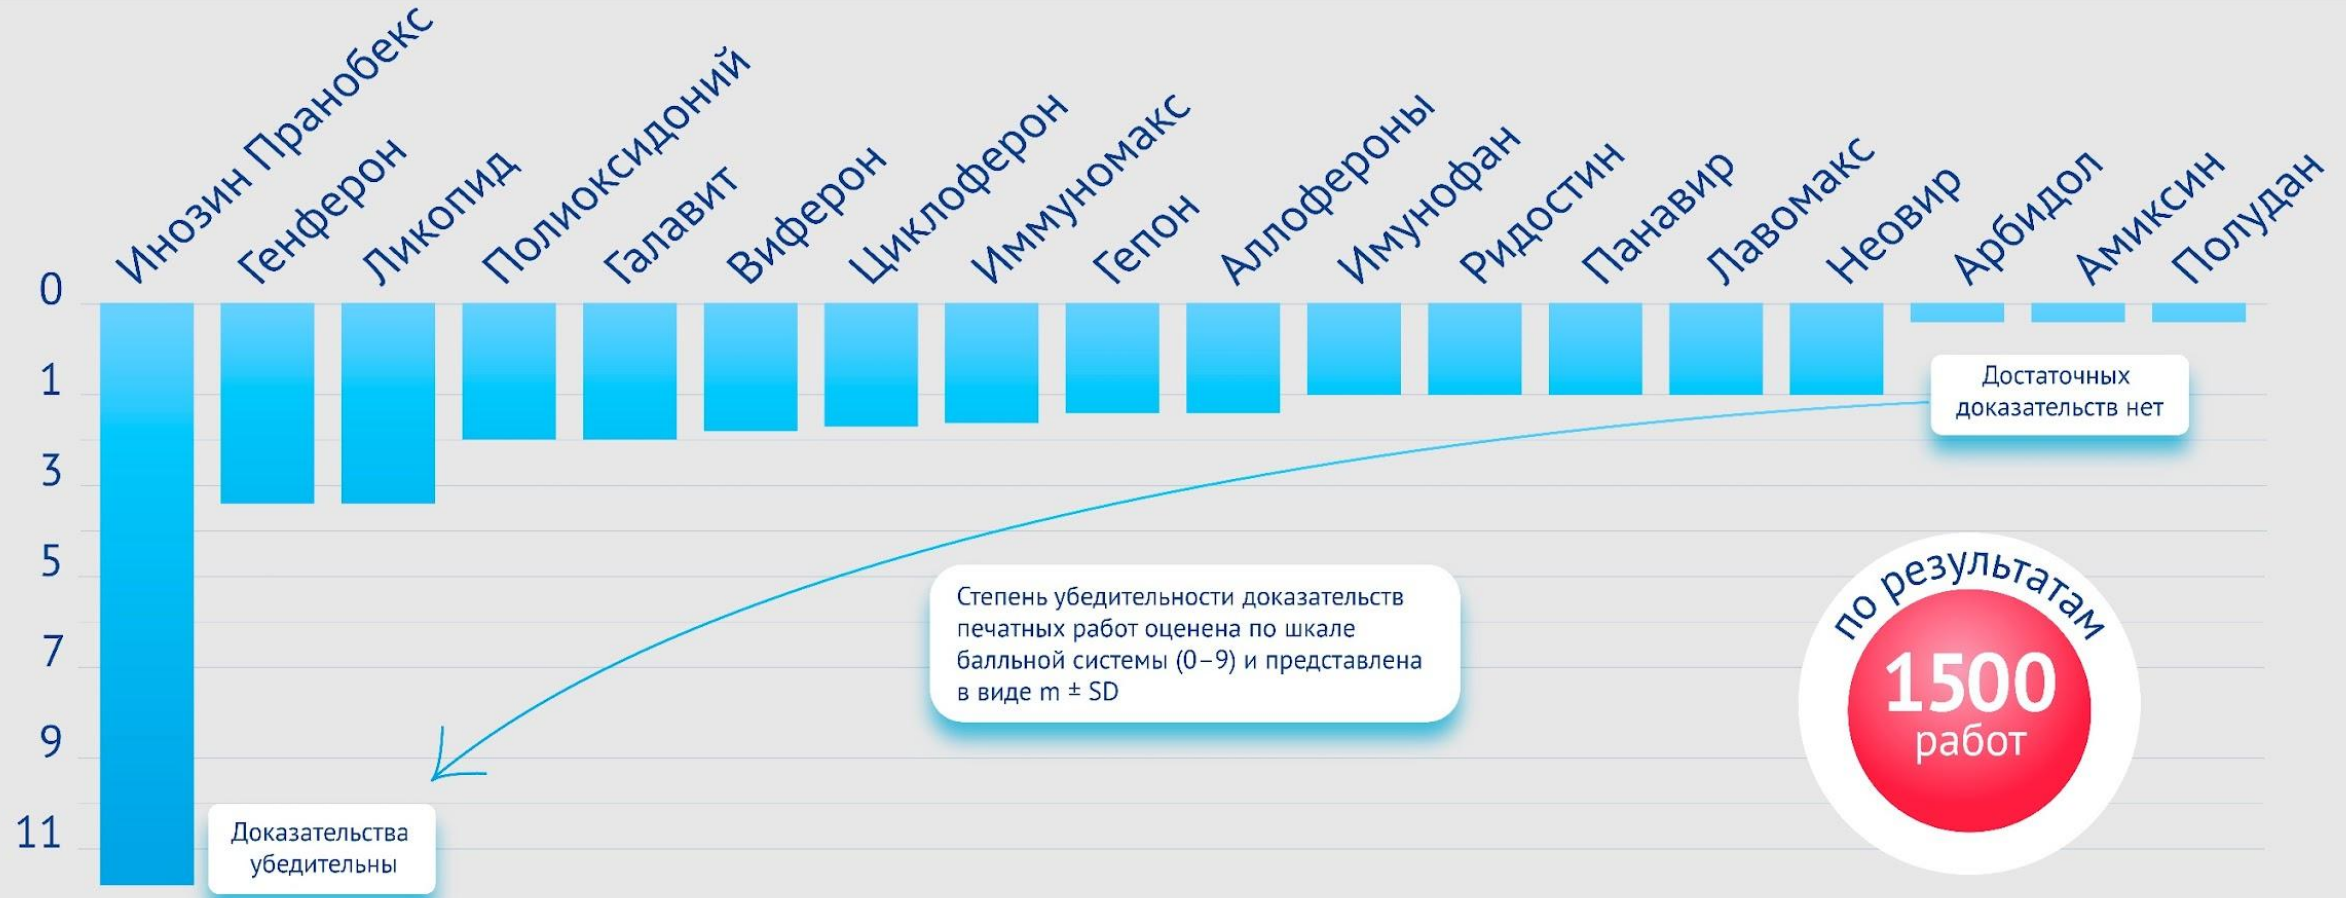 Инозин Пранобекс
Генферон
Ликопид
Полиоксидоний
Галавит
Виферон
Циклоферон
Иммуномакс
Гепон
Аллофероны
Имунофан
Ридостин
Панавир
Лавомакс
Неовир
Арбидол
Амиксин
Полудан
0
1
3
5
7
9
11
Достаточных
доказательств нет
Степень убедительности доказательств
печатных работ оценена по шкале
балльной системы (0–9) и представлена
в виде m ± SD
по результатам
1500
работ
Доказательства
убедительны